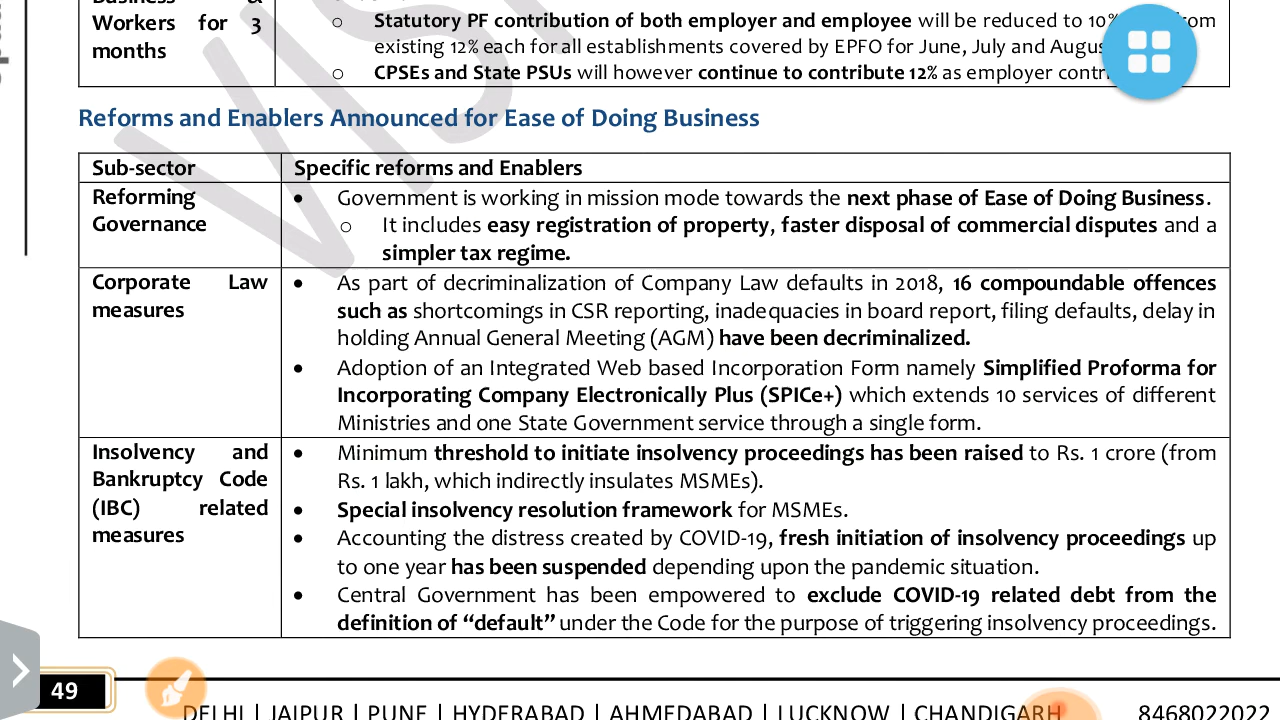 Workers for 3
months
o Statutory PF contribution of both employer and employee will be reduced to 10%
existing 12% each for all establishments covered by EPFO for June, July and
o CPSEs and State PSUs will however continue to contribute 12% as employer
Reforms and Enablers Announced for Ease of Doing Business
Sub-sector
Specific reforms and Enablers
Reforming
Governance
• Government is working in mission mode towards the next phase of Ease of Doing Business.
o It includes easy registration of property, faster disposal of commercial disputes and a
simpler tax regime.
Corporate Law
measures
• As part of decriminalization of Company Law defaults in 2018, 16 compoundable offences
such as shortcomings in CSR reporting, inadequacies in board report, filing defaults, delay in
holding Annual General Meeting (AGM) have been decriminalized.
• Adoption of an Integrated Web based Incorporation Form namely Simplified Proforma for
Incorporating Company Electronically Plus (SPICe+) which extends 10 services of different
Ministries and one State Government service through a single form.
Insolvency and
Bankruptcy Code
(IBC) related
measures
• Minimum threshold to initiate insolvency proceedings has been raised to Rs. 1 crore (from
Rs. 1 lakh, which indirectly insulates MSMEs).
• Special insolvency resolution framework for MSMEs.
• Accounting the distress created by COVID-19, fresh initiation of insolvency proceedings up
to one year has been suspended depending upon the pandemic situation.
• Central Government has been empowered to exclude COVID-19 related debt from the
definition of “default” under the Code for the purpose of triggering insolvency proceedings.
49
DELHI | JAIPUR | PUNE | HYDERABAD | AHMEDABAD | LUCKNOW | CHANDIGARH 8468022022